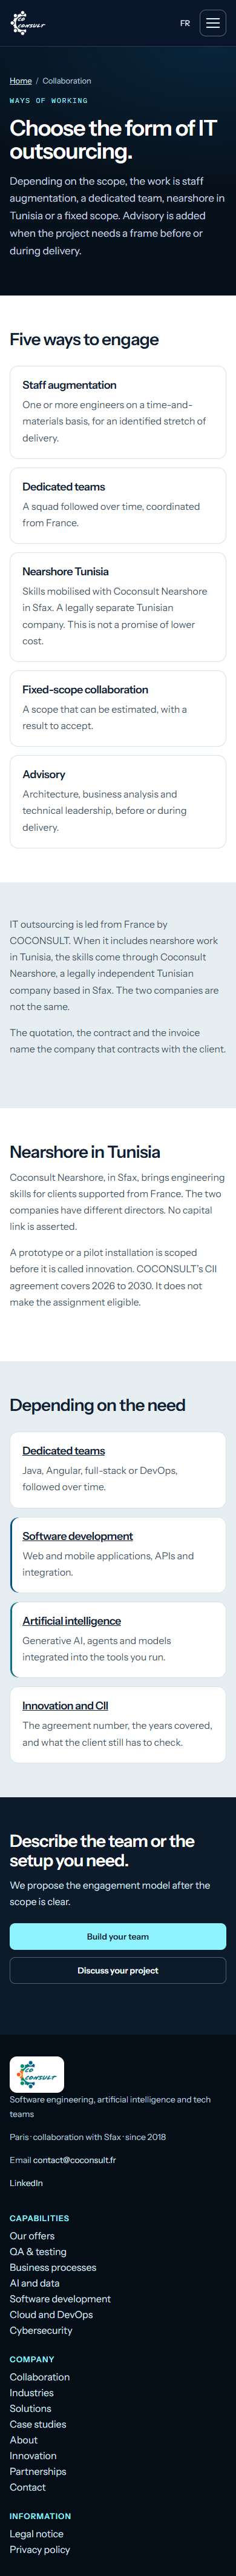 CO
CONSULT
FR
Home / Collaboration
WAYS OF WORKING
Choose the form of IT
outsourcing.
Depending on the scope, the work is staff
augmentation, a dedicated team, nearshore in
Tunisia or a fixed scope. Advisory is added
when the project needs a frame before or
during delivery.
Five ways to engage
Staff augmentation
One or more engineers on a time-and-
materials basis, for an identified stretch of
delivery.
Dedicated teams
A squad followed over time, coordinated
from France.
Nearshore Tunisia
Skills mobilised with Coconsult Nearshore
in Sfax. A legally separate Tunisian
company. This is not a promise of lower
cost.
Fixed-scope collaboration
A scope that can be estimated, with a
result to accept.
Advisory
Architecture, business analysis and
technical leadership, before or during
delivery.
IT outsourcing is led from France by
COCONSULT. When it includes nearshore work
in Tunisia, the skills come through Coconsult
Nearshore, a legally independent Tunisian
company based in Sfax. The two companies are
not the same.
The quotation, the contract and the invoice
name the company that contracts with the client.
Nearshore in Tunisia
Coconsult Nearshore, in Sfax, brings engineering
skills for clients supported from France. The two
companies have different directors. No capital
link is asserted.
A prototype or a pilot installation is scoped
before it is called innovation. COCONSULT's CII
agreement covers 2026 to 2030. It does not
make the assignment eligible.
Depending on the need
Dedicated teams
Java, Angular, full-stack or DevOps,
followed over time.
Software development
Web and mobile applications, APIs and
integration.
Artificial intelligence
Generative AI, agents and models
integrated into the tools you run.
Innovation and CII
The agreement number, the years covered,
and what the client still has to check.
Describe the team or the
setup you need.
We propose the engagement model after the
scope is clear.
Build your team
Discuss your project
CO
CONSULT
Software engineering, artificial intelligence and tech
teams
Paris · collaboration with Sfax · since 2018
Email contact@coconsult.fr
LinkedIn
CAPABILITIES
Our offers
QA & testing
Business processes
AI and data
Software development
Cloud and DevOps
Cybersecurity
COMPANY
Collaboration
Industries
Solutions
Case studies
About
Innovation
Partnerships
Contact
INFORMATION
Legal notice
Privacy policy